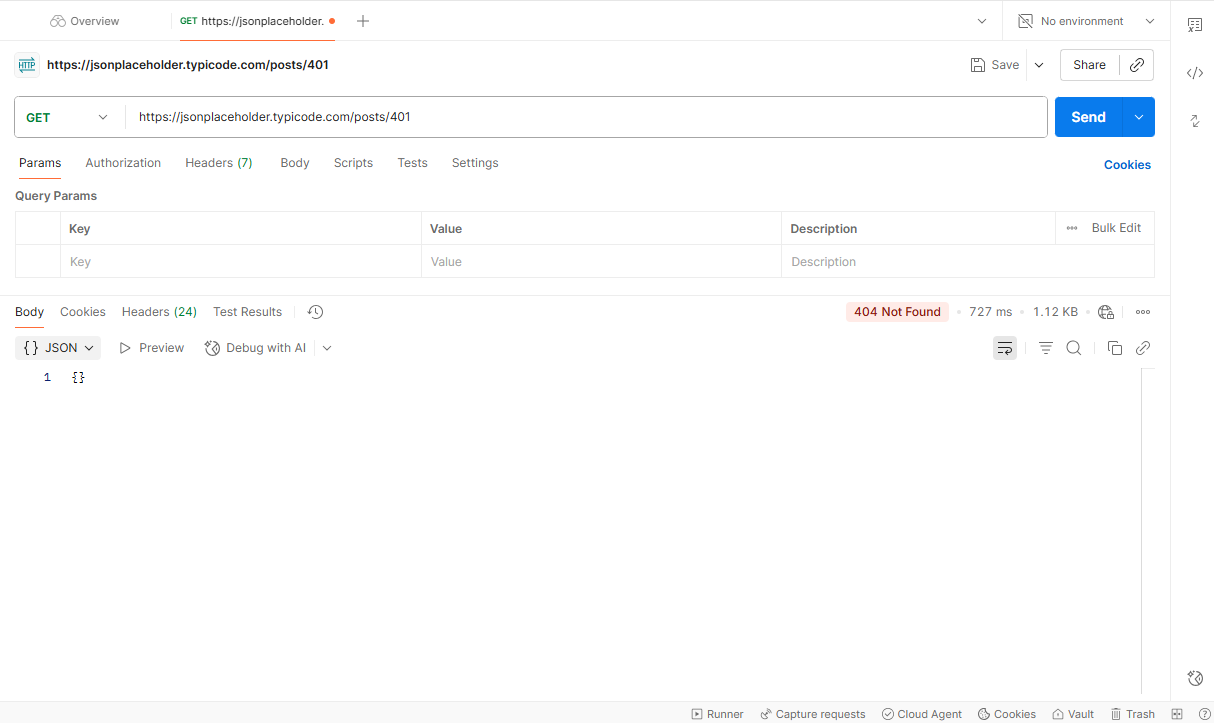 Overview GET https://jsonplaceholder. No environment
HTTP https://jsonplaceholder.typicode.com/posts/401 Save Share
GET https://jsonplaceholder.typicode.com/posts/401 Send
Params Authorization Headers (7) Body Scripts Tests Settings Cookies
Query Params
Key Value Description Bulk Edit
Key Value Description
Body Cookies Headers (24) Test Results 404 Not Found 727 ms 1.12 KB
{} JSON Preview Debug with AI
1 {}
Runner Capture requests Cloud Agent Cookies Vault Trash